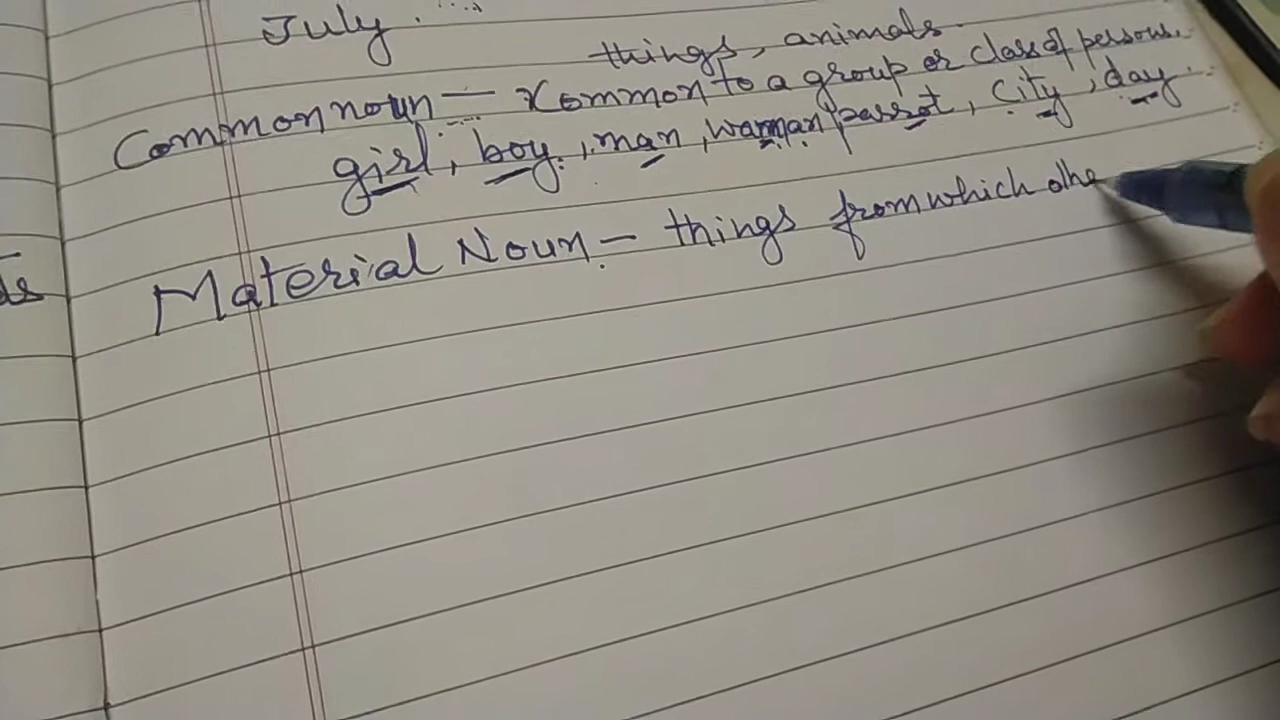 July.....
things, animals.
Common noun — common to a group or class of persons.
girl, boy, man, woman, parrot, city, day.
Material Noun — things from which othe